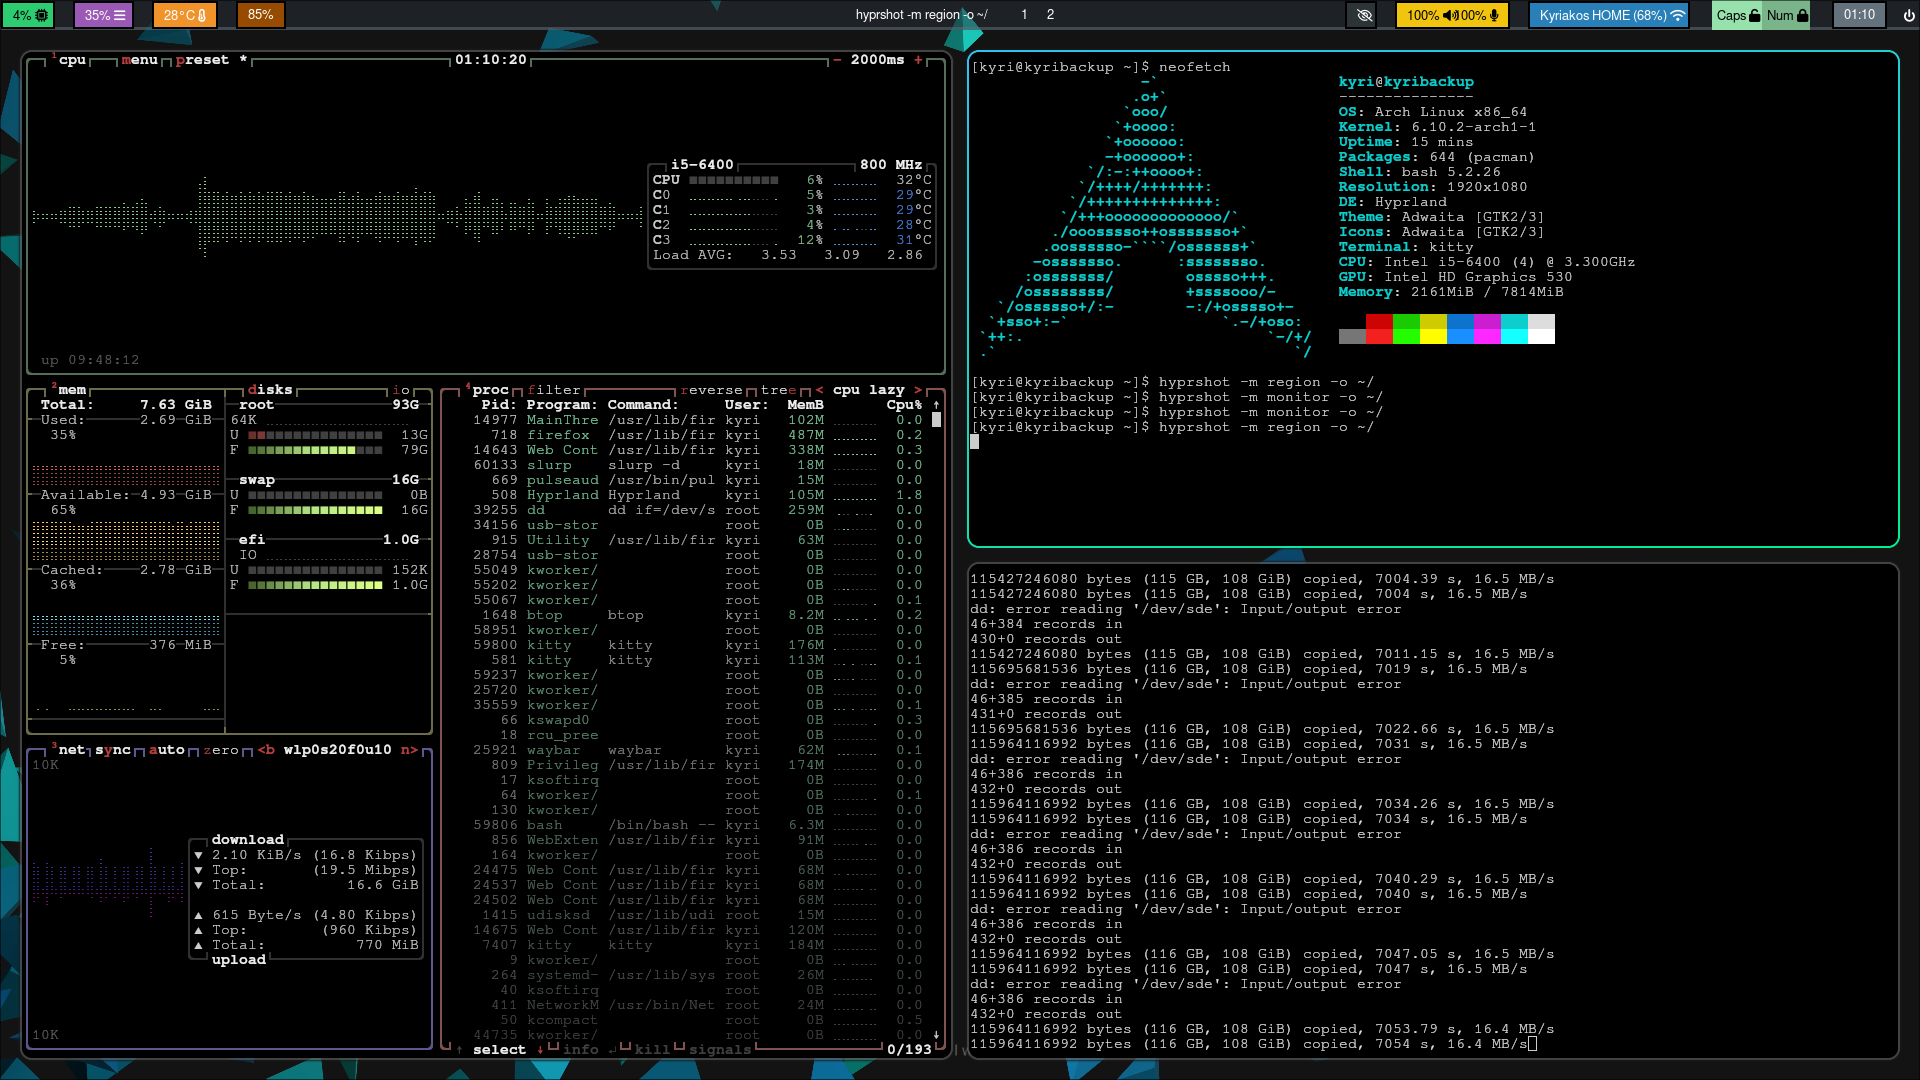 4%
35%
28°C
85%
hyprshot -m region -o ~/
1 2
100% 100%
Kyriakos HOME (68%)
Caps Num
01:10
1cpu menu preset * 01:10:20 - 2000ms +
i5-6400 800 MHz
CPU 6% 32°C
C0 5% 29°C
C1 3% 29°C
C2 4% 28°C
C3 12% 31°C
Load AVG: 3.53 3.09 2.86
up 09:48:12
2mem disks io
Total: 7.63 GiB
Used: 2.69 GiB
35%
Available: 4.93 GiB
65%
Cached: 2.78 GiB
36%
Free: 376 MiB
5%
root 93G
64K
U 13G
F 79G
swap 16G
U 0B
F 16G
efi 1.0G
IO
U 152K
F 1.0G
3net sync auto zero <b wlp0s20f0u10 n>
10K
download
▼ 2.10 KiB/s (16.8 Kibps)
▼ Top: (19.5 Mibps)
▼ Total: 16.6 GiB
▲ 615 Byte/s (4.80 Kibps)
▲ Top: (960 Kibps)
▲ Total: 770 MiB
upload
10K
4proc filter reverse tree < cpu lazy >
Pid: Program: Command: User: MemB Cpu% ↑
14977 MainThre /usr/lib/fir kyri 102M 0.0
718 firefox /usr/lib/fir kyri 487M 0.2
14643 Web Cont /usr/lib/fir kyri 338M 0.3
60133 slurp slurp -d kyri 18M 0.0
669 pulseaud /usr/bin/pul kyri 15M 0.0
508 Hyprland Hyprland kyri 105M 1.8
39255 dd dd if=/dev/s root 259M 0.0
34156 usb-stor root 0B 0.0
915 Utility /usr/lib/fir kyri 63M 0.0
28754 usb-stor root 0B 0.0
55049 kworker/ root 0B 0.0
55202 kworker/ root 0B 0.0
55067 kworker/ root 0B 0.1
1648 btop btop kyri 8.2M 0.2
58951 kworker/ root 0B 0.0
59800 kitty kitty kyri 176M 0.0
581 kitty kitty kyri 113M 0.1
59237 kworker/ root 0B 0.0
25720 kworker/ root 0B 0.0
35559 kworker/ root 0B 0.1
66 kswapd0 root 0B 0.3
18 rcu_pree root 0B 0.0
25921 waybar waybar kyri 62M 0.1
809 Privileg /usr/lib/fir kyri 174M 0.0
17 ksoftirq root 0B 0.0
64 kworker/ root 0B 0.1
130 kworker/ root 0B 0.0
59806 bash /bin/bash -- kyri 6.3M 0.0
856 WebExten /usr/lib/fir kyri 91M 0.0
164 kworker/ root 0B 0.0
24475 Web Cont /usr/lib/fir kyri 68M 0.0
24537 Web Cont /usr/lib/fir kyri 68M 0.0
24502 Web Cont /usr/lib/fir kyri 68M 0.0
1415 udisksd /usr/lib/udi root 15M 0.0
14675 Web Cont /usr/lib/fir kyri 120M 0.0
7407 kitty kitty kyri 184M 0.0
9 kworker/ root 0B 0.0
264 systemd- /usr/lib/sys root 26M 0.0
40 ksoftirq root 0B 0.0
411 NetworkM /usr/bin/Net root 24M 0.0
50 kcompact root 0B 0.5
44735 kworker/ root 0B 0.0
↑ select ↓ info ↵ kill signals 0/193
[kyri@kyribackup ~]$ neofetch
-`
.o+`
`ooo/
`+oooo:
`+oooooo:
-+oooooo+:
`/:-:++oooo+:
`/++++/+++++++:
`/++++++++++++++:
`/+++ooooooooooooo/`
./ooosssso++osssssso+`
.oossssso-````/ossssss+`
-osssssso. :ssssssso.
:osssssss/ osssso+++.
/ossssssss/ +ssssooo/-
`/ossssso+/:- -:/+osssso+-
`+sso+:-` `.-/+oso:
`++:. `-/+/
.` `/
kyri@kyribackup
---------------
OS: Arch Linux x86_64
Kernel: 6.10.2-arch1-1
Uptime: 15 mins
Packages: 644 (pacman)
Shell: bash 5.2.26
Resolution: 1920x1080
DE: Hyprland
Theme: Adwaita [GTK2/3]
Icons: Adwaita [GTK2/3]
Terminal: kitty
CPU: Intel i5-6400 (4) @ 3.300GHz
GPU: Intel HD Graphics 530
Memory: 2161MiB / 7814MiB
[kyri@kyribackup ~]$ hyprshot -m region -o ~/
[kyri@kyribackup ~]$ hyprshot -m monitor -o ~/
[kyri@kyribackup ~]$ hyprshot -m monitor -o ~/
[kyri@kyribackup ~]$ hyprshot -m region -o ~/
115427246080 bytes (115 GB, 108 GiB) copied, 7004.39 s, 16.5 MB/s
115427246080 bytes (115 GB, 108 GiB) copied, 7004 s, 16.5 MB/s
dd: error reading '/dev/sde': Input/output error
46+384 records in
430+0 records out
115427246080 bytes (115 GB, 108 GiB) copied, 7011.15 s, 16.5 MB/s
115695681536 bytes (116 GB, 108 GiB) copied, 7019 s, 16.5 MB/s
dd: error reading '/dev/sde': Input/output error
46+385 records in
431+0 records out
115695681536 bytes (116 GB, 108 GiB) copied, 7022.66 s, 16.5 MB/s
115964116992 bytes (116 GB, 108 GiB) copied, 7031 s, 16.5 MB/s
dd: error reading '/dev/sde': Input/output error
46+386 records in
432+0 records out
115964116992 bytes (116 GB, 108 GiB) copied, 7034.26 s, 16.5 MB/s
115964116992 bytes (116 GB, 108 GiB) copied, 7034 s, 16.5 MB/s
dd: error reading '/dev/sde': Input/output error
46+386 records in
432+0 records out
115964116992 bytes (116 GB, 108 GiB) copied, 7040.29 s, 16.5 MB/s
115964116992 bytes (116 GB, 108 GiB) copied, 7040 s, 16.5 MB/s
dd: error reading '/dev/sde': Input/output error
46+386 records in
432+0 records out
115964116992 bytes (116 GB, 108 GiB) copied, 7047.05 s, 16.5 MB/s
115964116992 bytes (116 GB, 108 GiB) copied, 7047 s, 16.5 MB/s
dd: error reading '/dev/sde': Input/output error
46+386 records in
432+0 records out
115964116992 bytes (116 GB, 108 GiB) copied, 7053.79 s, 16.4 MB/s
115964116992 bytes (116 GB, 108 GiB) copied, 7054 s, 16.4 MB/s